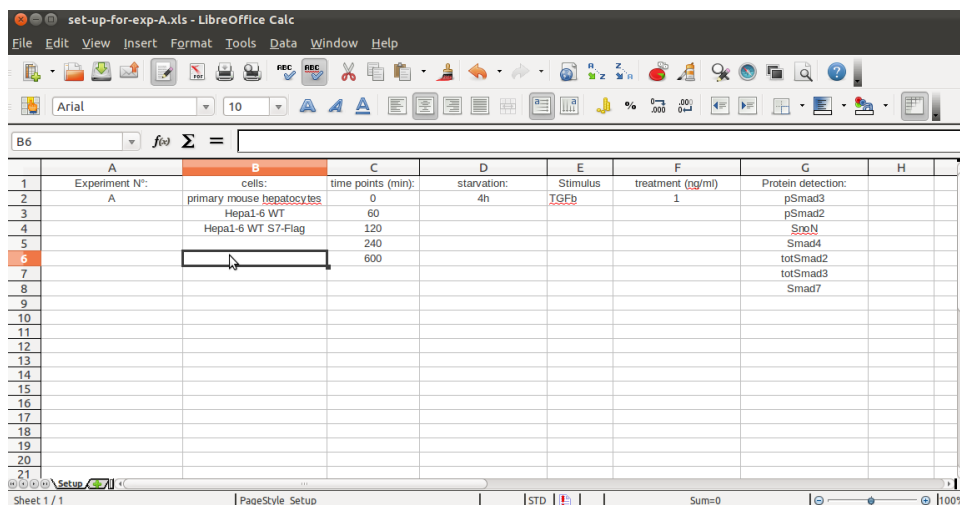 set-up-for-exp-A.xls - LibreOffice Calc
File Edit View Insert Format Tools Data Window Help
Arial 10
B6 f(x) Σ =
A B C D E F G H
1 Experiment Nº: cells: time points (min): starvation: Stimulus treatment (ng/ml) Protein detection:
2 A primary mouse hepatocytes 0 4h TGFb 1 pSmad3
3 Hepa1-6 WT 60 pSmad2
4 Hepa1-6 WT S7-Flag 120 SnoN
5 240 Smad4
6 600 totSmad2
7 totSmad3
8 Smad7
9
10
11
12
13
14
15
16
17
18
19
20
21
Setup
Sheet 1 / 1 PageStyle_Setup STD Sum=0 100%